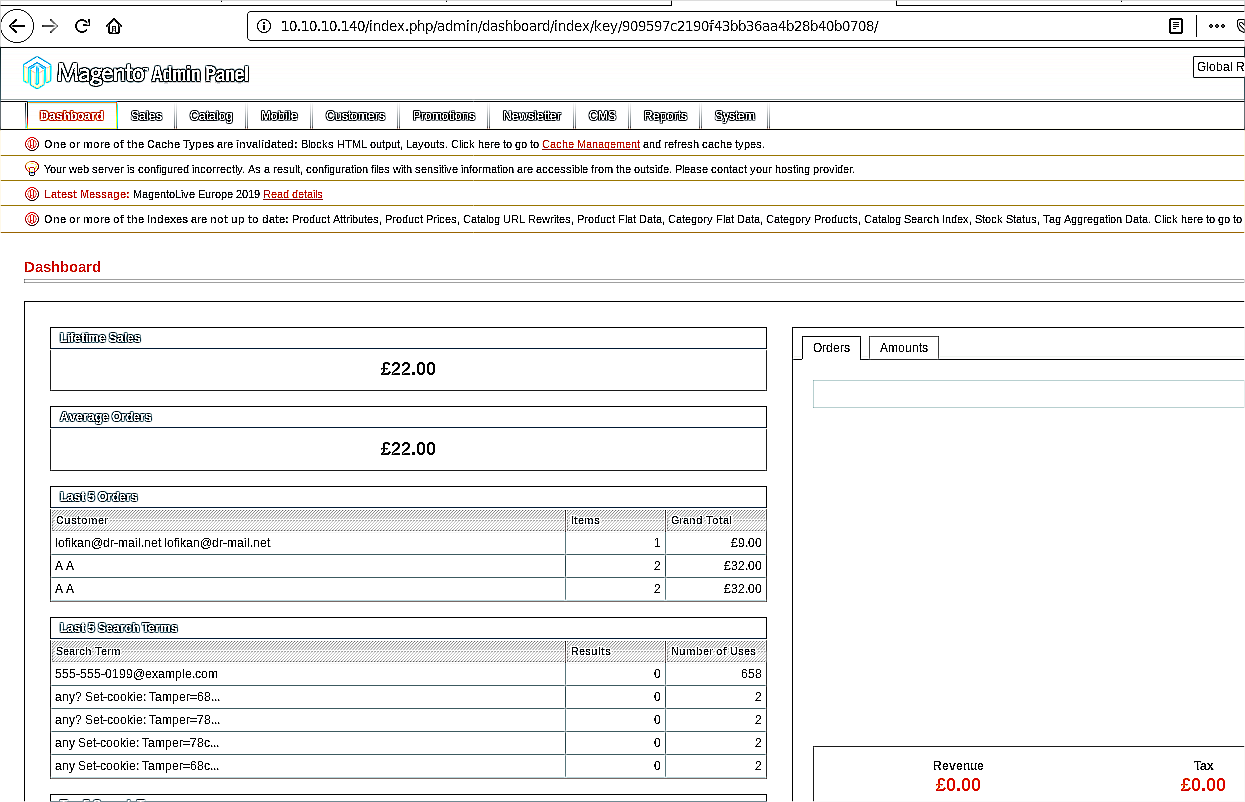 10.10.10.140/index.php/admin/dashboard/index/key/909597c2190f43bb36aa4b28b40b0708/
Magento Admin Panel
Global R
Dashboard Sales Catalog Mobile Customers Promotions Newsletter CMS Reports System
One or more of the Cache Types are invalidated: Blocks HTML output, Layouts. Click here to go to Cache Management and refresh cache types.
Your web server is configured incorrectly. As a result, configuration files with sensitive information are accessible from the outside. Please contact your hosting provider.
Latest Message: MagentoLive Europe 2019 Read details
One or more of the Indexes are not up to date: Product Attributes, Product Prices, Catalog URL Rewrites, Product Flat Data, Category Flat Data, Category Products, Catalog Search Index, Stock Status, Tag Aggregation Data. Click here to go to
Dashboard
Lifetime Sales
£22.00
Average Orders
£22.00
Last 5 Orders
Customer Items Grand Total
lofikan@dr-mail.net lofikan@dr-mail.net 1 £9.00
A A 2 £32.00
A A 2 £32.00
Last 5 Search Terms
Search Term Results Number of Uses
555-555-0199@example.com 0 658
any? Set-cookie: Tamper=68... 0 2
any? Set-cookie: Tamper=78... 0 2
any Set-cookie: Tamper=78c... 0 2
any Set-cookie: Tamper=68c... 0 2
Orders Amounts
Revenue Tax
£0.00 £0.00